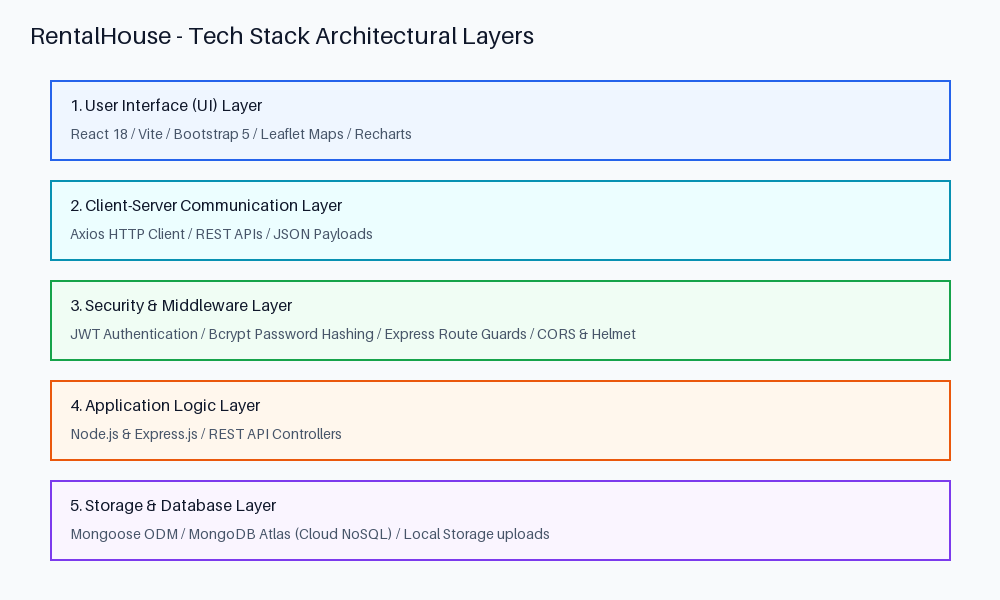 RentalHouse - Tech Stack Architectural Layers
1. User Interface (UI) Layer
React 18 / Vite / Bootstrap 5 / Leaflet Maps / Recharts
2. Client-Server Communication Layer
Axios HTTP Client / REST APIs / JSON Payloads
3. Security & Middleware Layer
JWT Authentication / Bcrypt Password Hashing / Express Route Guards / CORS & Helmet
4. Application Logic Layer
Node.js & Express.js / REST API Controllers
5. Storage & Database Layer
Mongoose ODM / MongoDB Atlas (Cloud NoSQL) / Local Storage uploads